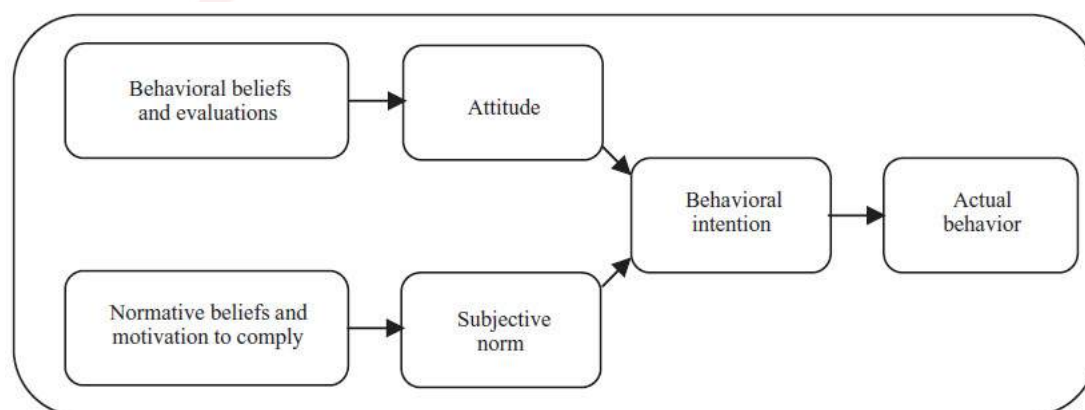 Behavioral beliefs
and evaluations
Attitude
Behavioral
intention
Actual
behavior
Normative beliefs and
motivation to comply
Subjective
norm